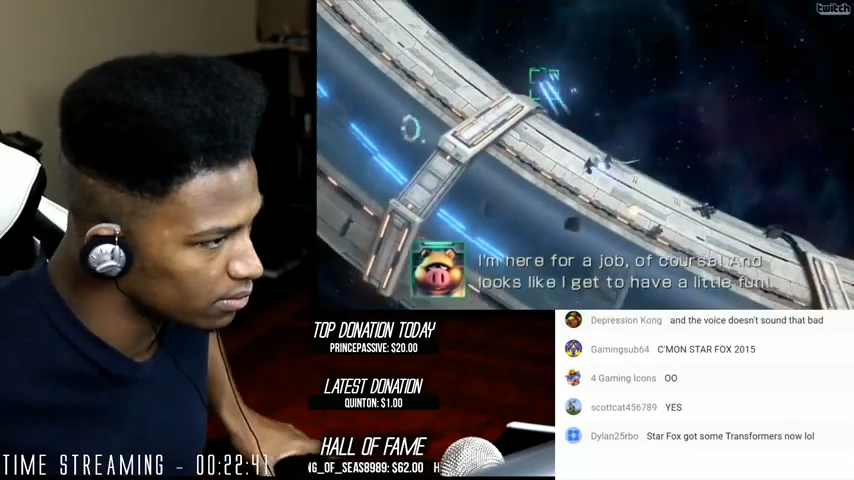 twitch
I'm here for a job, of course! And
looks like I get to have a little fun!
TOP DONATION TODAY
PRINCEPASSIVE: $20.00
LATEST DONATION
QUINTON: $1.00
HALL OF FAME
G_OF_SEAS8989: $62.00 H
TIME STREAMING - 00:22:41
Depression Kong and the voice doesn't sound that bad
Gamingsub64 C'MON STAR FOX 2015
4 Gaming Icons OO
scottcat456789 YES
Dylan25rbo Star Fox got some Transformers now lol